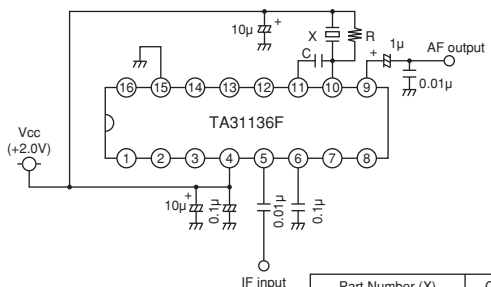 10μ + X R 1μ
C + AF output
0.01μ
16 15 14 13 12 11 10 9
TA31136F
Vcc
(+2.0V)
1 2 3 4 5 6 7 8
10μ + 0.1μ 0.01μ 0.1μ
IF input
Part Number (X) C